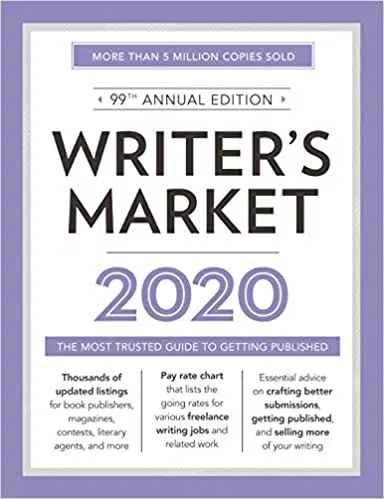 MORE THAN 5 MILLION COPIES SOLD
99TH ANNUAL EDITION
WRITER'S
MARKET
2020
THE MOST TRUSTED GUIDE TO GETTING PUBLISHED
Thousands of
updated listings
for book publishers,
magazines,
contests, literary
agents, and more
Pay rate chart
that lists the
going rates for
various freelance
writing jobs and
related work
Essential advice
on crafting better
submissions,
getting published,
and selling more
of your writing